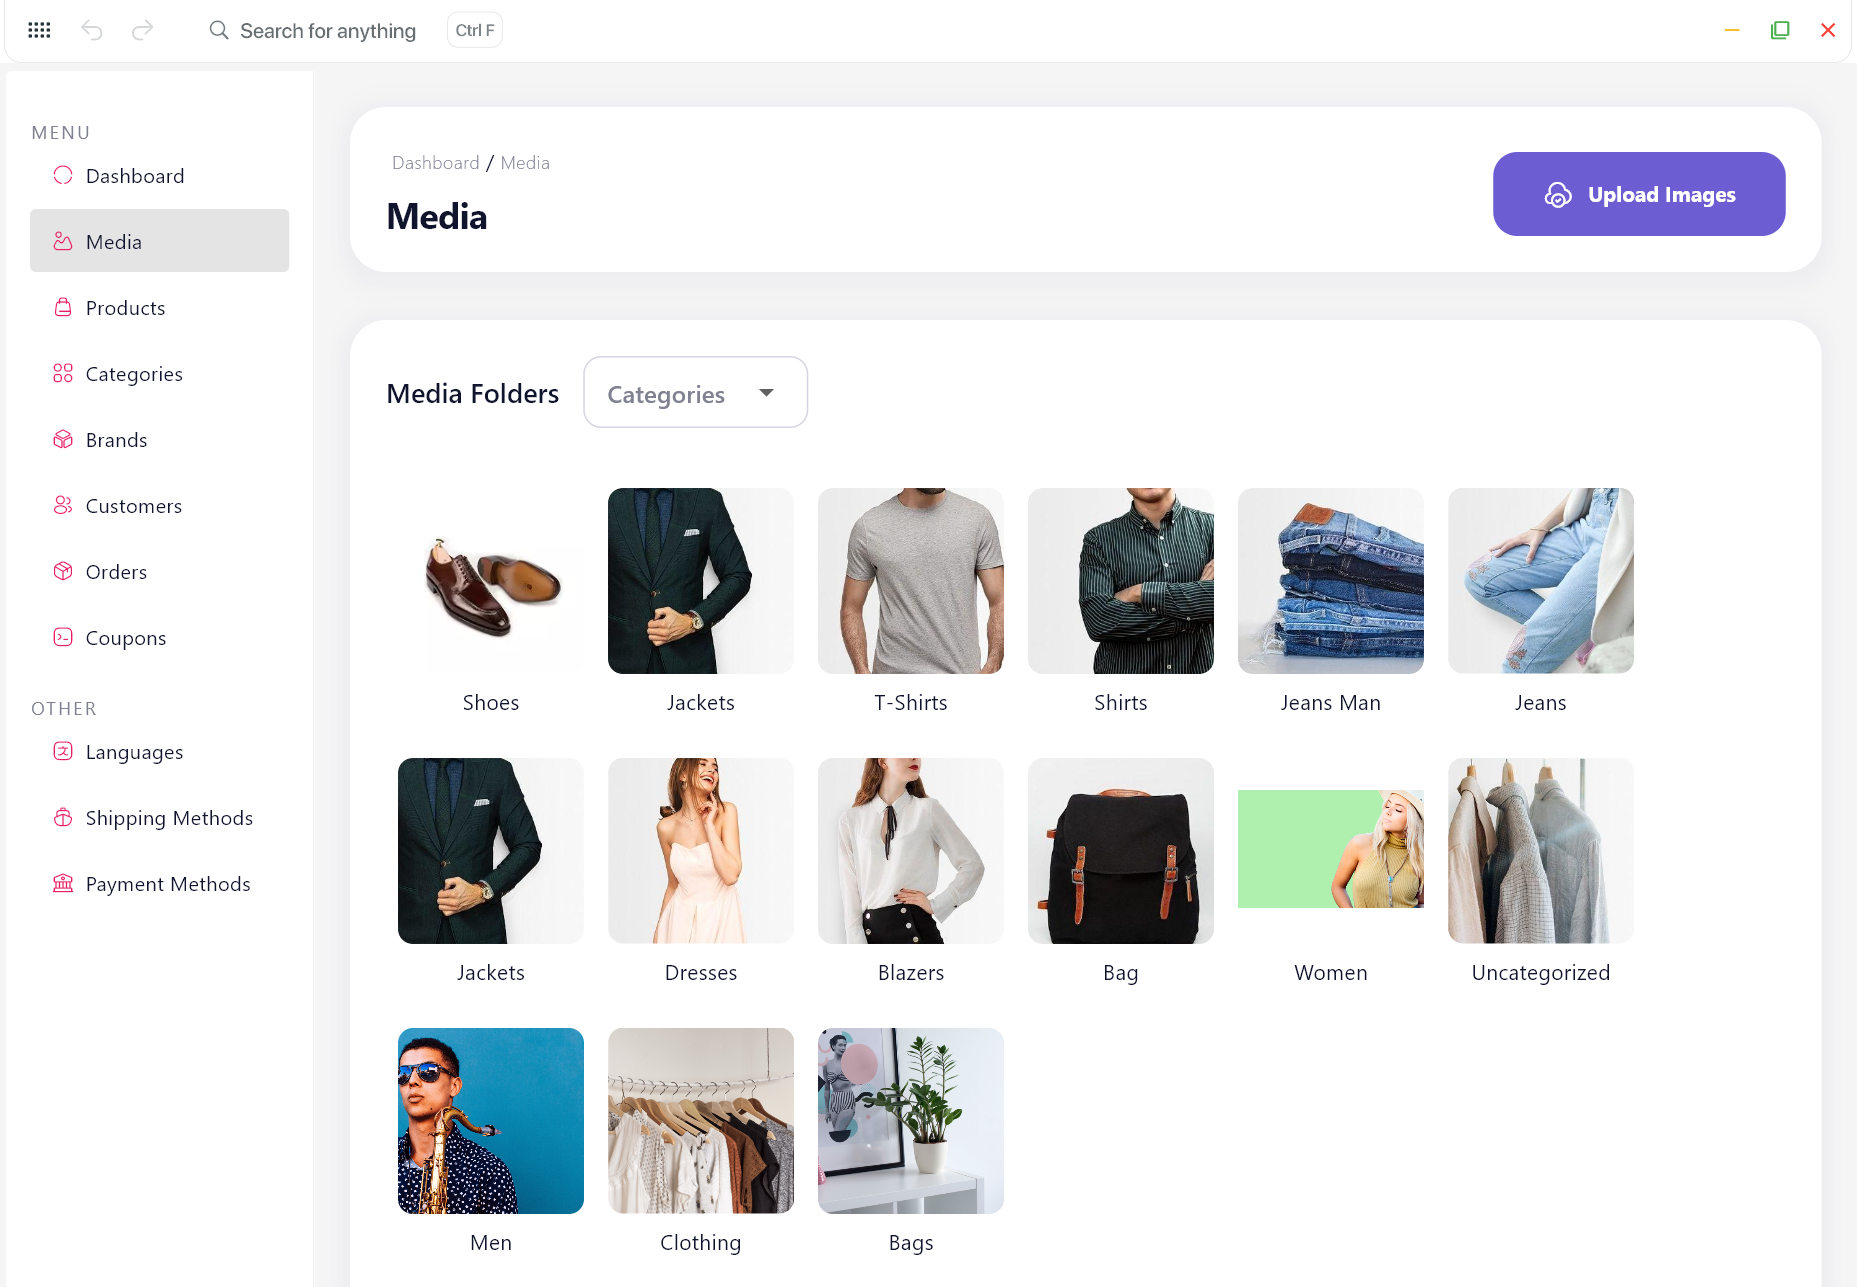 Search for anything
Ctrl F
MENU
Dashboard
Media
Products
Categories
Brands
Customers
Orders
Coupons
OTHER
Languages
Shipping Methods
Payment Methods
Dashboard / Media
Media
Upload Images
Media Folders
Categories
Shoes
Jackets
T-Shirts
Shirts
Jeans Man
Jeans
Jackets
Dresses
Blazers
Bag
Women
Uncategorized
Men
Clothing
Bags